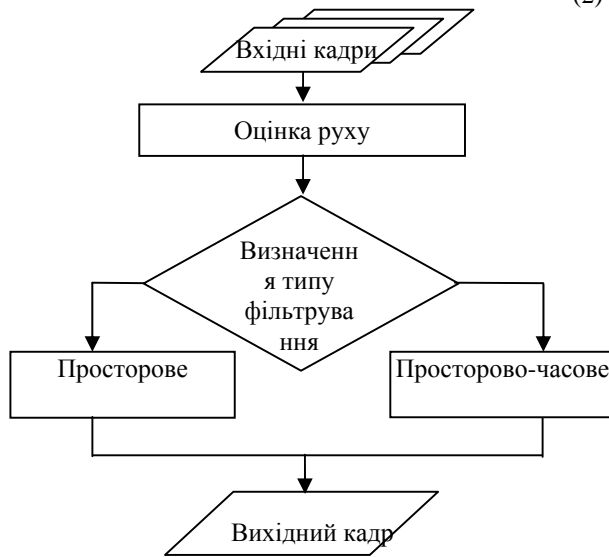 (2)
Вхідні кадри
Оцінка руху
Визначенн
я типу
фільтрува
ння
Просторове
Просторово-часове
Вихідний кадр